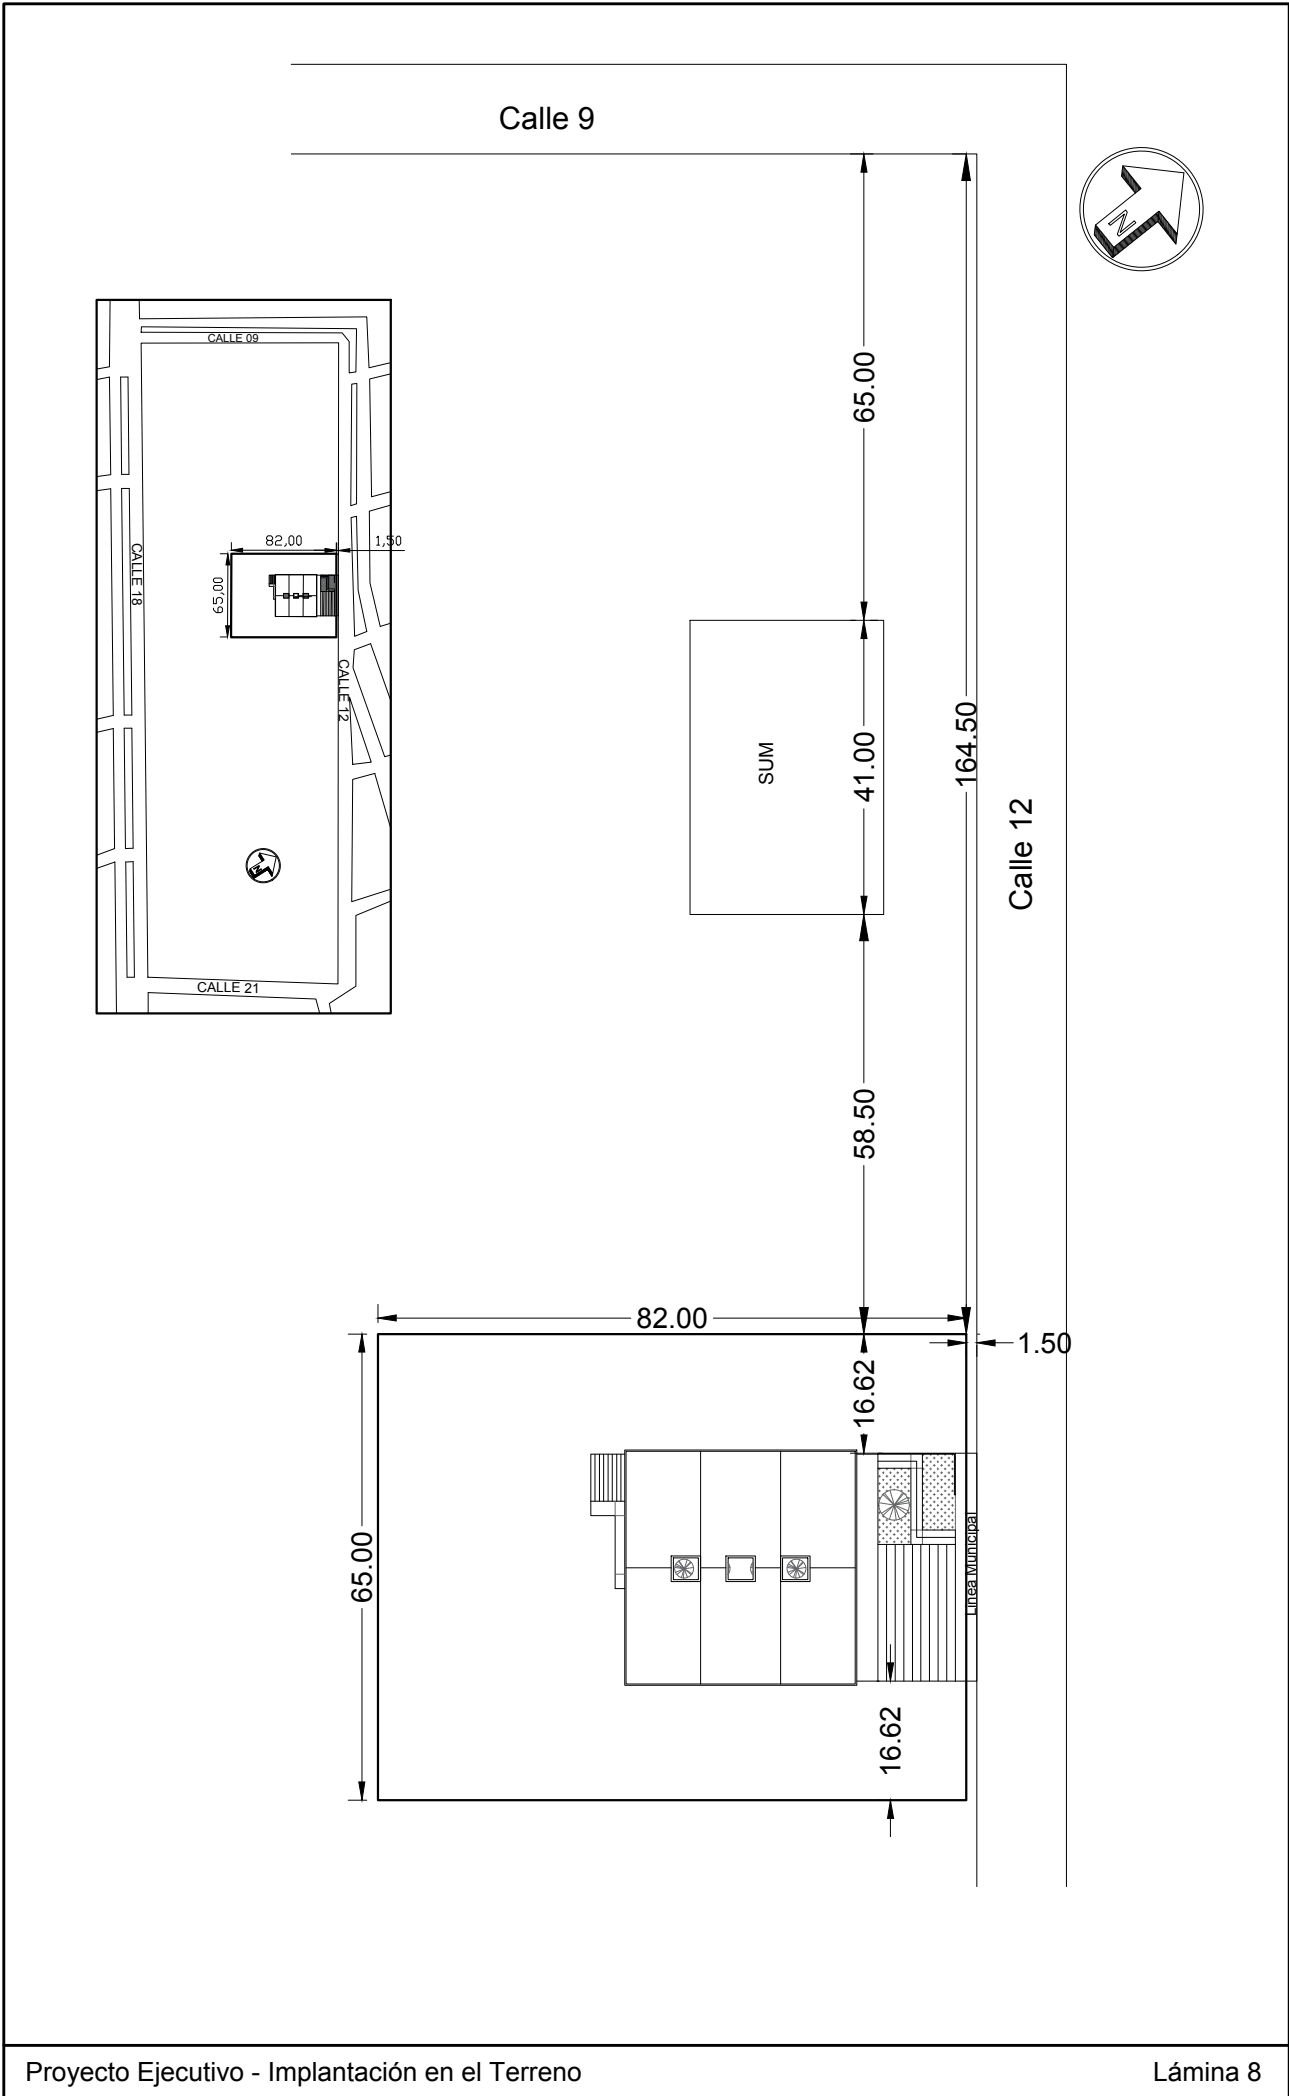 Calle 9
N
65.00
CALLE 09
82,00
1,50
65,00
CALLE 18
CALLE 12
N
CALLE 21
SUM
41.00
164.50
Calle 12
58.50
82.00
1.50
16.62
65.00
Linea Municipal
16.62
Proyecto Ejecutivo - Implantación en el Terreno
Lámina 8